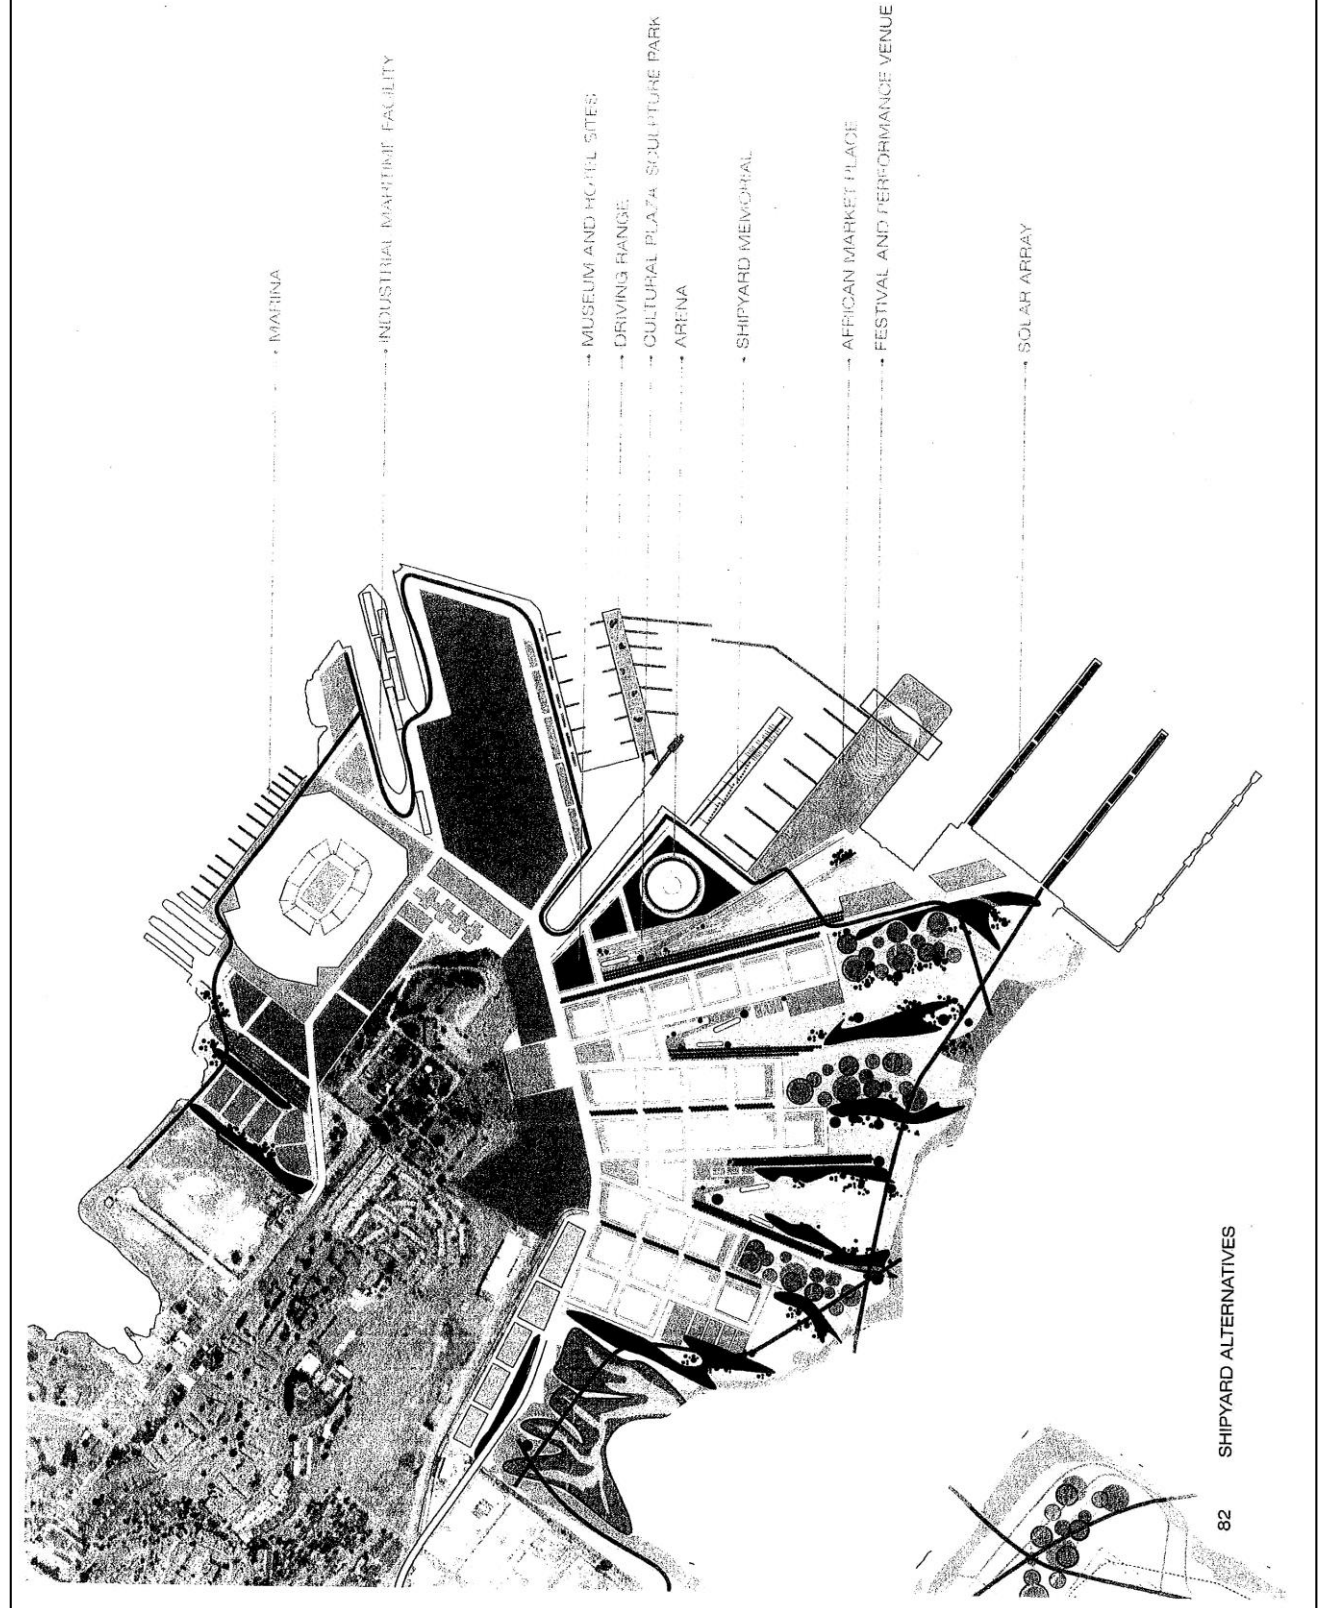 MARINA
INDUSTRIAL MARITIME FACILITY
MUSEUM AND HOTEL SITES
DRIVING RANGE
CULTURAL PLAZA SCULPTURE PARK
ARENA
SHIPYARD MEMORIAL
AFRICAN MARKET PLACE
FESTIVAL AND PERFORMANCE VENUE
SOLAR ARRAY
82 SHIPYARD ALTERNATIVES